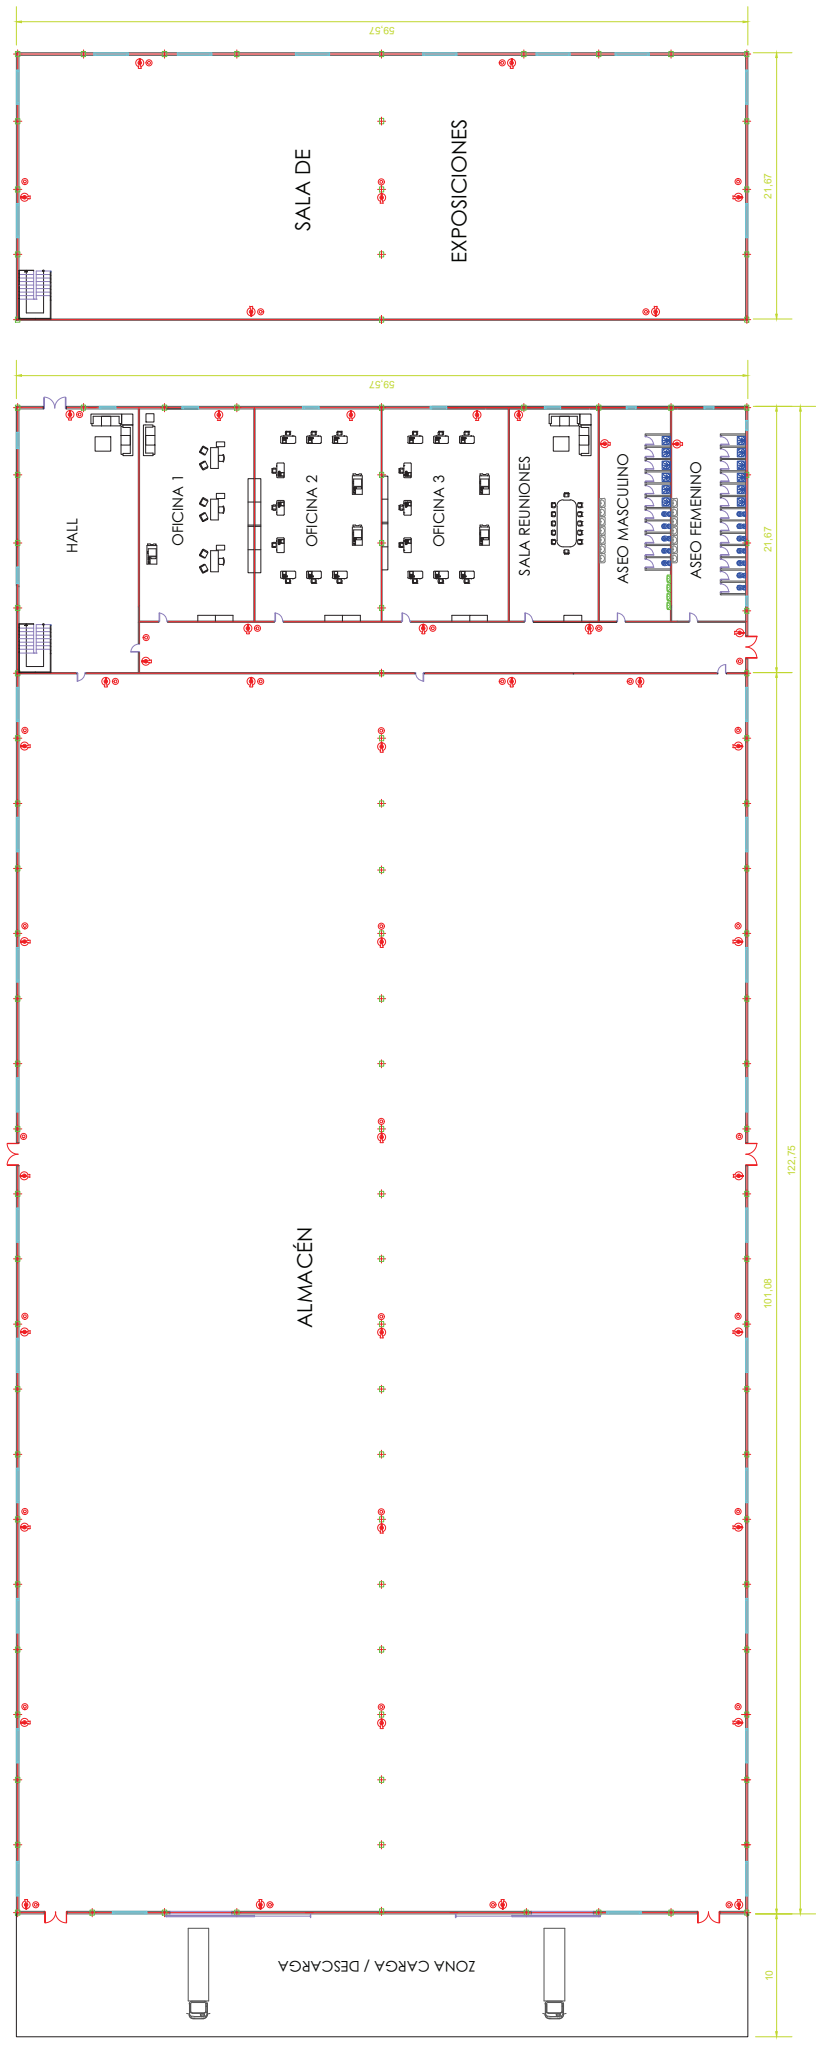 59,57
SALA DE
EXPOSICIONES
21,67
59,57
HALL
OFICINA 1
OFICINA 2
OFICINA 3
SALA REUNIONES
ASEO MASCULINO
ASEO FEMENINO
21,67
ALMACÉN
101,08
122,75
ZONA CARGA / DESCARGA
10